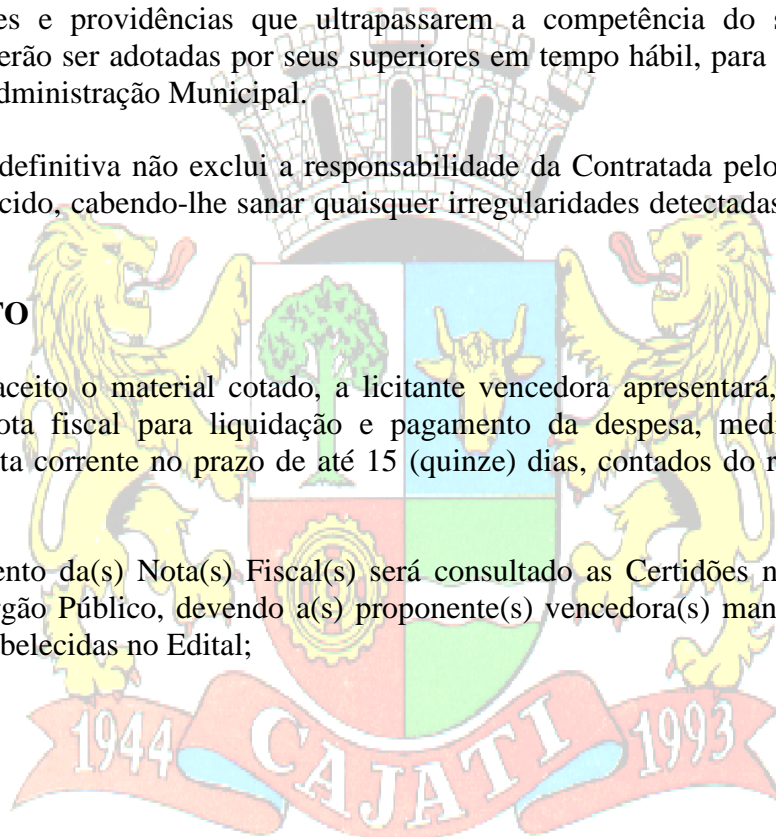 es e providências que ultrapassarem a competência do s
erão ser adotadas por seus superiores em tempo hábil, para
dministração Municipal.
definitiva não exclui a responsabilidade da Contratada pelo
cido, cabendo-lhe sanar quaisquer irregularidades detectadas
TO
aceito o material cotado, a licitante vencedora apresentará,
ota fiscal para liquidação e pagamento da despesa, medi
ta corrente no prazo de até 15 (quinze) dias, contados do r
ento da(s) Nota(s) Fiscal(s) será consultado as Certidões n
gão Público, devendo a(s) proponente(s) vencedora(s) man
belecidas no Edital;
1944 CAJATI 1993